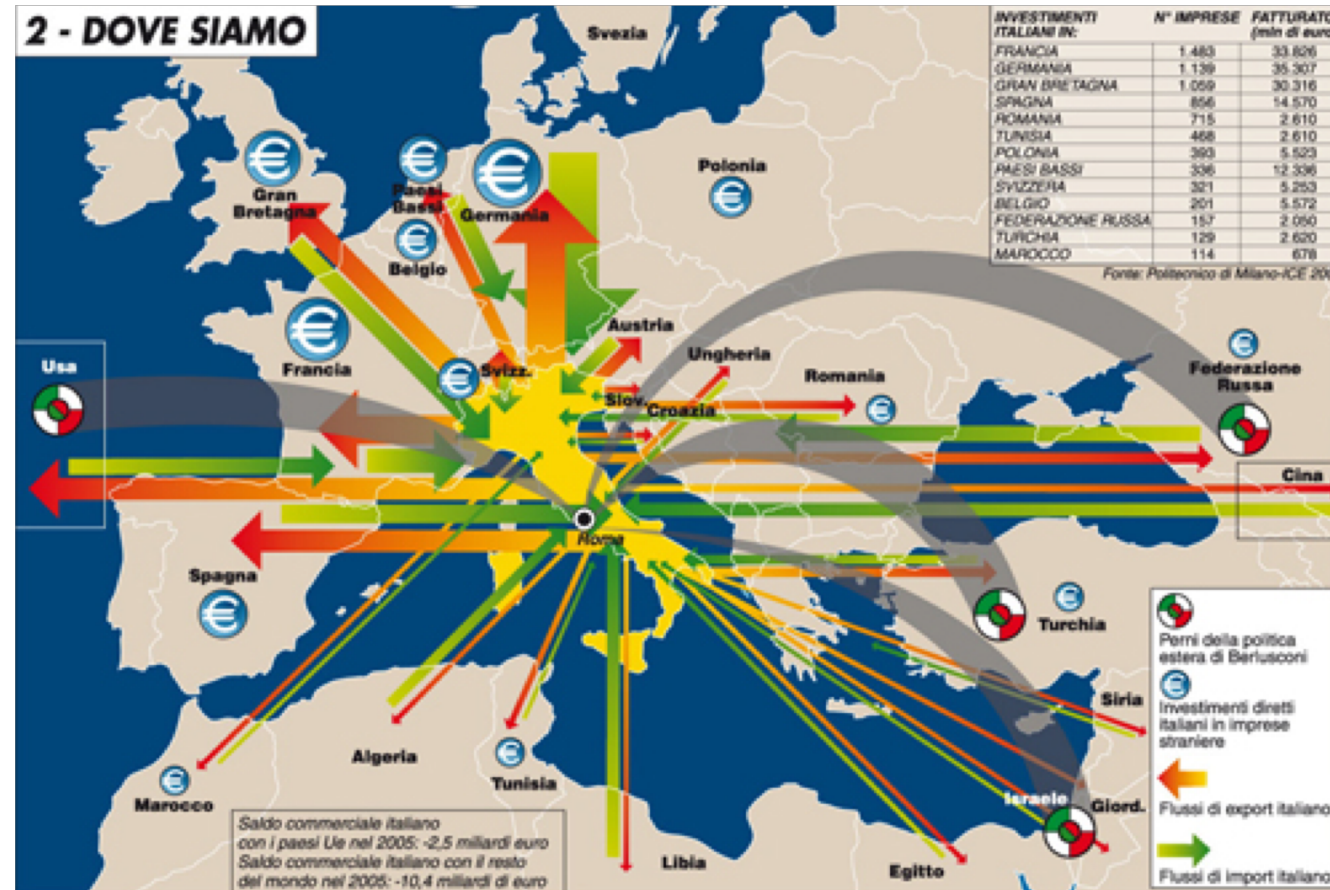 2 - DOVE SIAMO
INVESTIMENTI ITALIANI IN: N° IMPRESE FATTURATO (mln di euro
FRANCIA 1.483 33.826
GERMANIA 1.139 35.307
GRAN BRETAGNA 1.059 30.316
SPAGNA 856 14.570
ROMANIA 715 2.610
TUNISIA 468 2.610
POLONIA 393 5.523
PAESI BASSI 336 12.336
SVIZZERA 321 5.253
BELGIO 201 5.572
FEDERAZIONE RUSSA 157 2.050
TURCHIA 129 2.620
MAROCCO 114 678
Fonte: Politecnico di Milano-ICE
Svezia
Polonia
Gran
Bretagna
Paesi
Bassi
Germania
Belgio
Austria
Ungheria
Francia
Svizz.
Romania
Federazione
Russa
Usa
Slov.
Croazia
Cina
Roma
Spagna
Turchia
Siria
Algeria
Tunisia
Marocco
Israele
Giord.
Libia
Egitto
Perni della politica
estera di Berlusconi
Investimenti diretti
italiani in imprese
straniere
Flussi di export italiano
Flussi di import italiano
Saldo commerciale italiano
con i paesi Ue nel 2005: -2,5 miliardi euro
Saldo commerciale italiano con il resto
del mondo nel 2005: -10,4 miliardi di euro